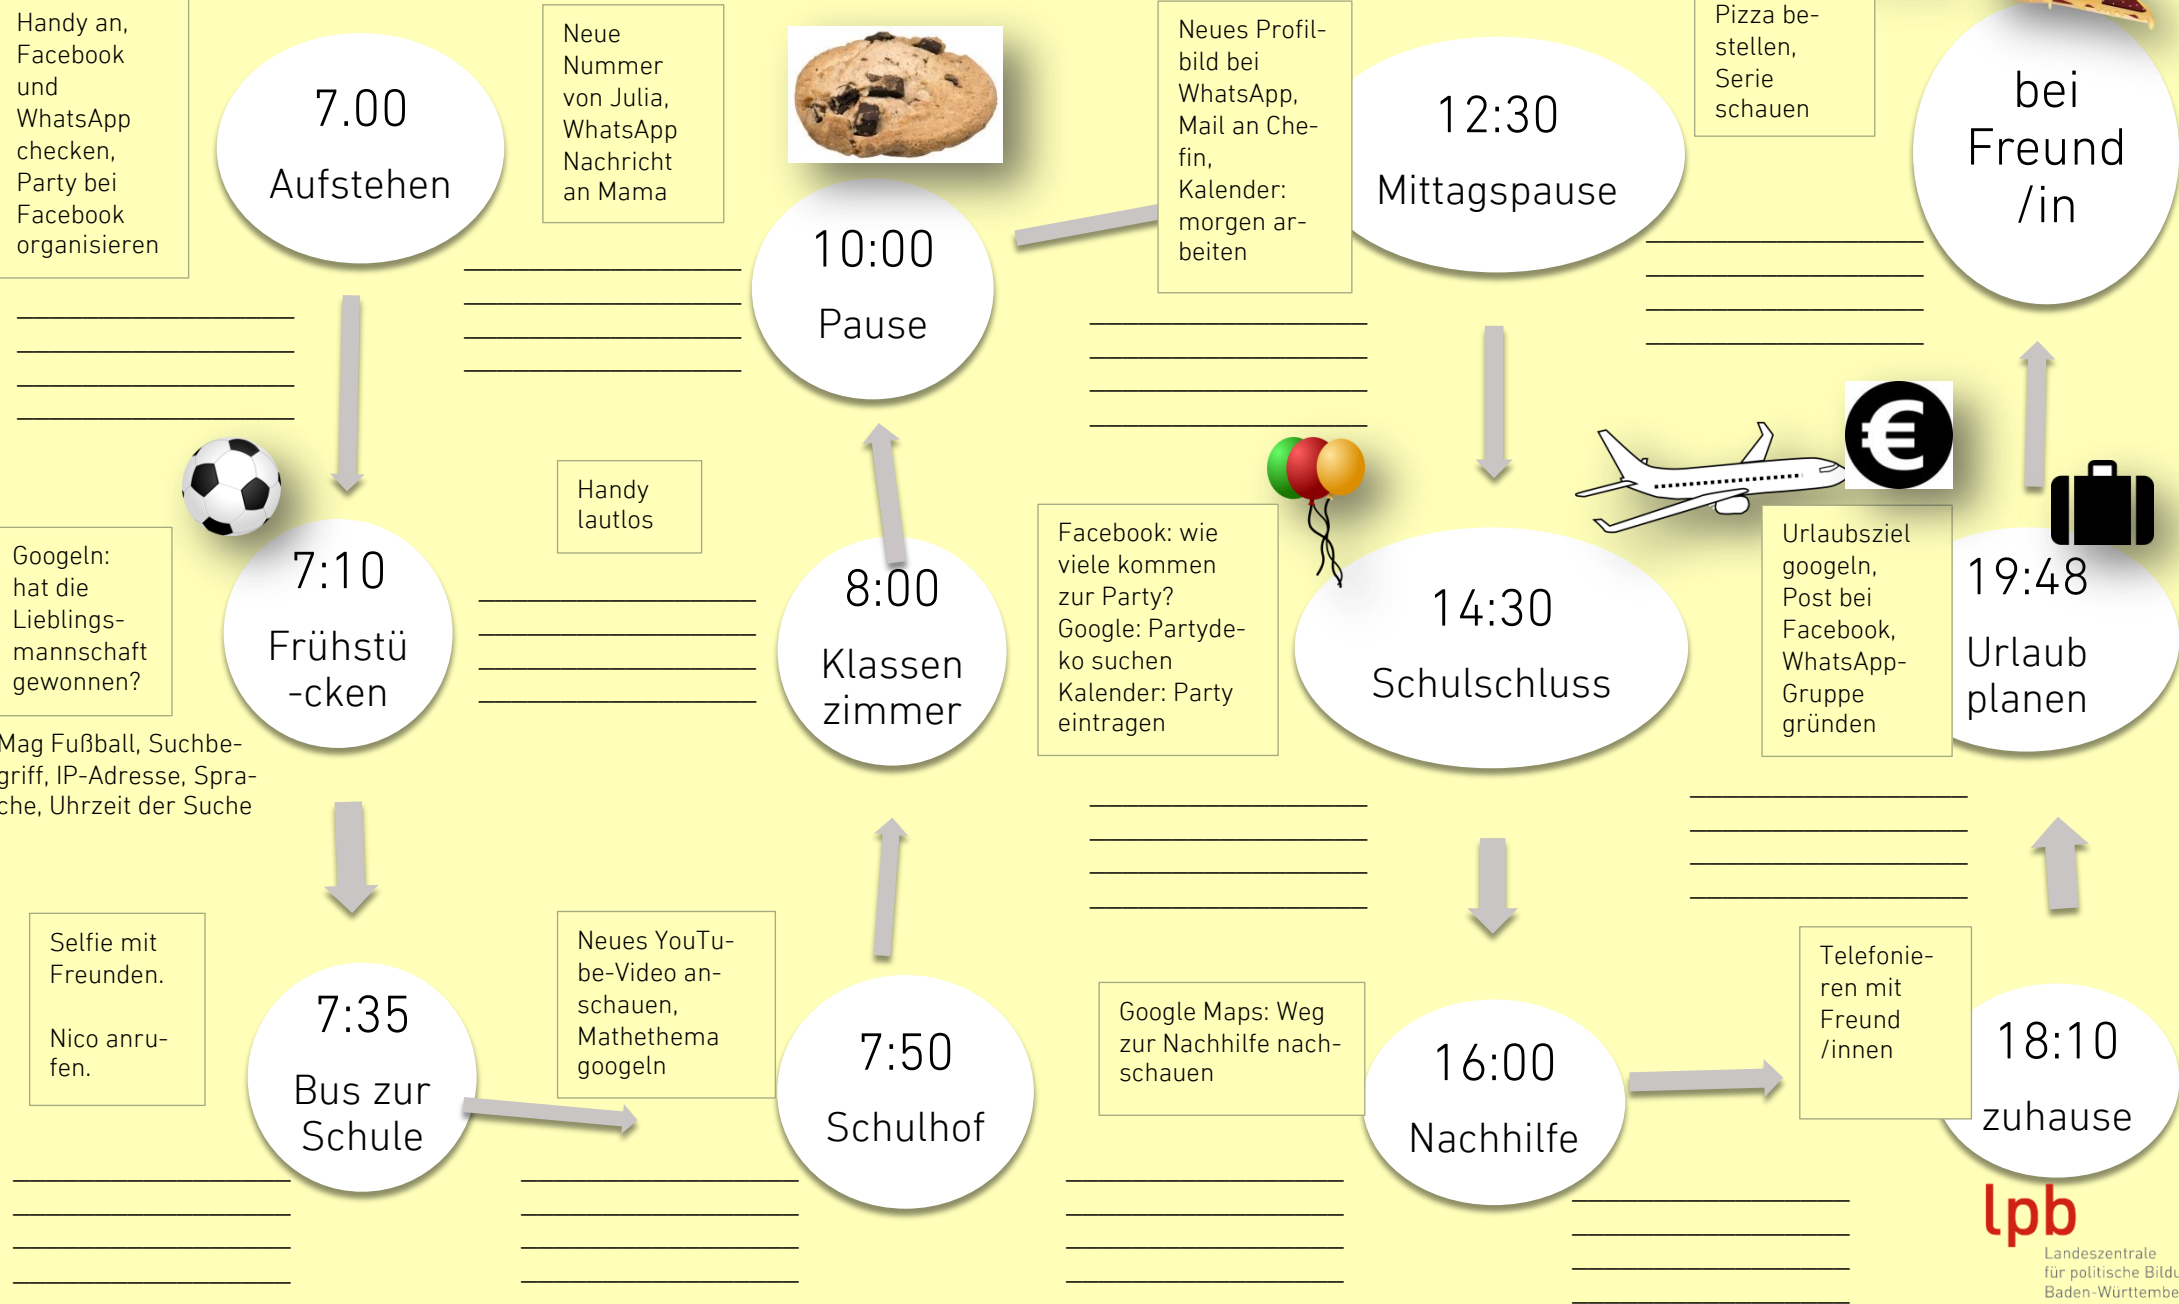 Handy an,
Facebook
und
WhatsApp
checken,
Party bei
Facebook
organisieren
7.00
Aufstehen
Googeln:
hat die
Lieblings-
mannschaft
gewonnen?
7:10
Frühstü
-cken
Mag Fußball, Suchbe-
griff, IP-Adresse, Spra-
che, Uhrzeit der Suche
Selfie mit
Freunden.
Nico anru-
fen.
7:35
Bus zur
Schule
Neues YouTu-
be-Video an-
schauen,
Mathethema
googeln
7:50
Schulhof
Handy
lautlos
8:00
Klassen
zimmer
Neue
Nummer
von Julia,
WhatsApp
Nachricht
an Mama
10:00
Pause
Neues Profil-
bild bei
WhatsApp,
Mail an Che-
fin,
Kalender:
morgen ar-
beiten
12:30
Mittagspause
Facebook: wie
viele kommen
zur Party?
Google: Partyde-
ko suchen
Kalender: Party
eintragen
14:30
Schulschluss
Google Maps: Weg
zur Nachhilfe nach-
schauen
16:00
Nachhilfe
Telefonie-
ren mit
Freund
/innen
18:10
zuhause
Urlaubsziel
googeln,
Post bei
Facebook,
WhatsApp-
Gruppe
gründen
€
19:48
Urlaub
planen
Pizza be-
stellen,
Serie
schauen
bei
Freund
/in
lpb
Landeszentrale
für politische Bildu
Baden-Württembe